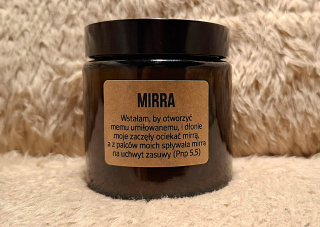 MIRRA
Wstałam, by otworzyć
memu umiłowanemu, i dłonie
moje zaczęły ociekać mirrą,
a z palców moich spływała mirra
na uchwyt zasuwy (Pnp 5,5)